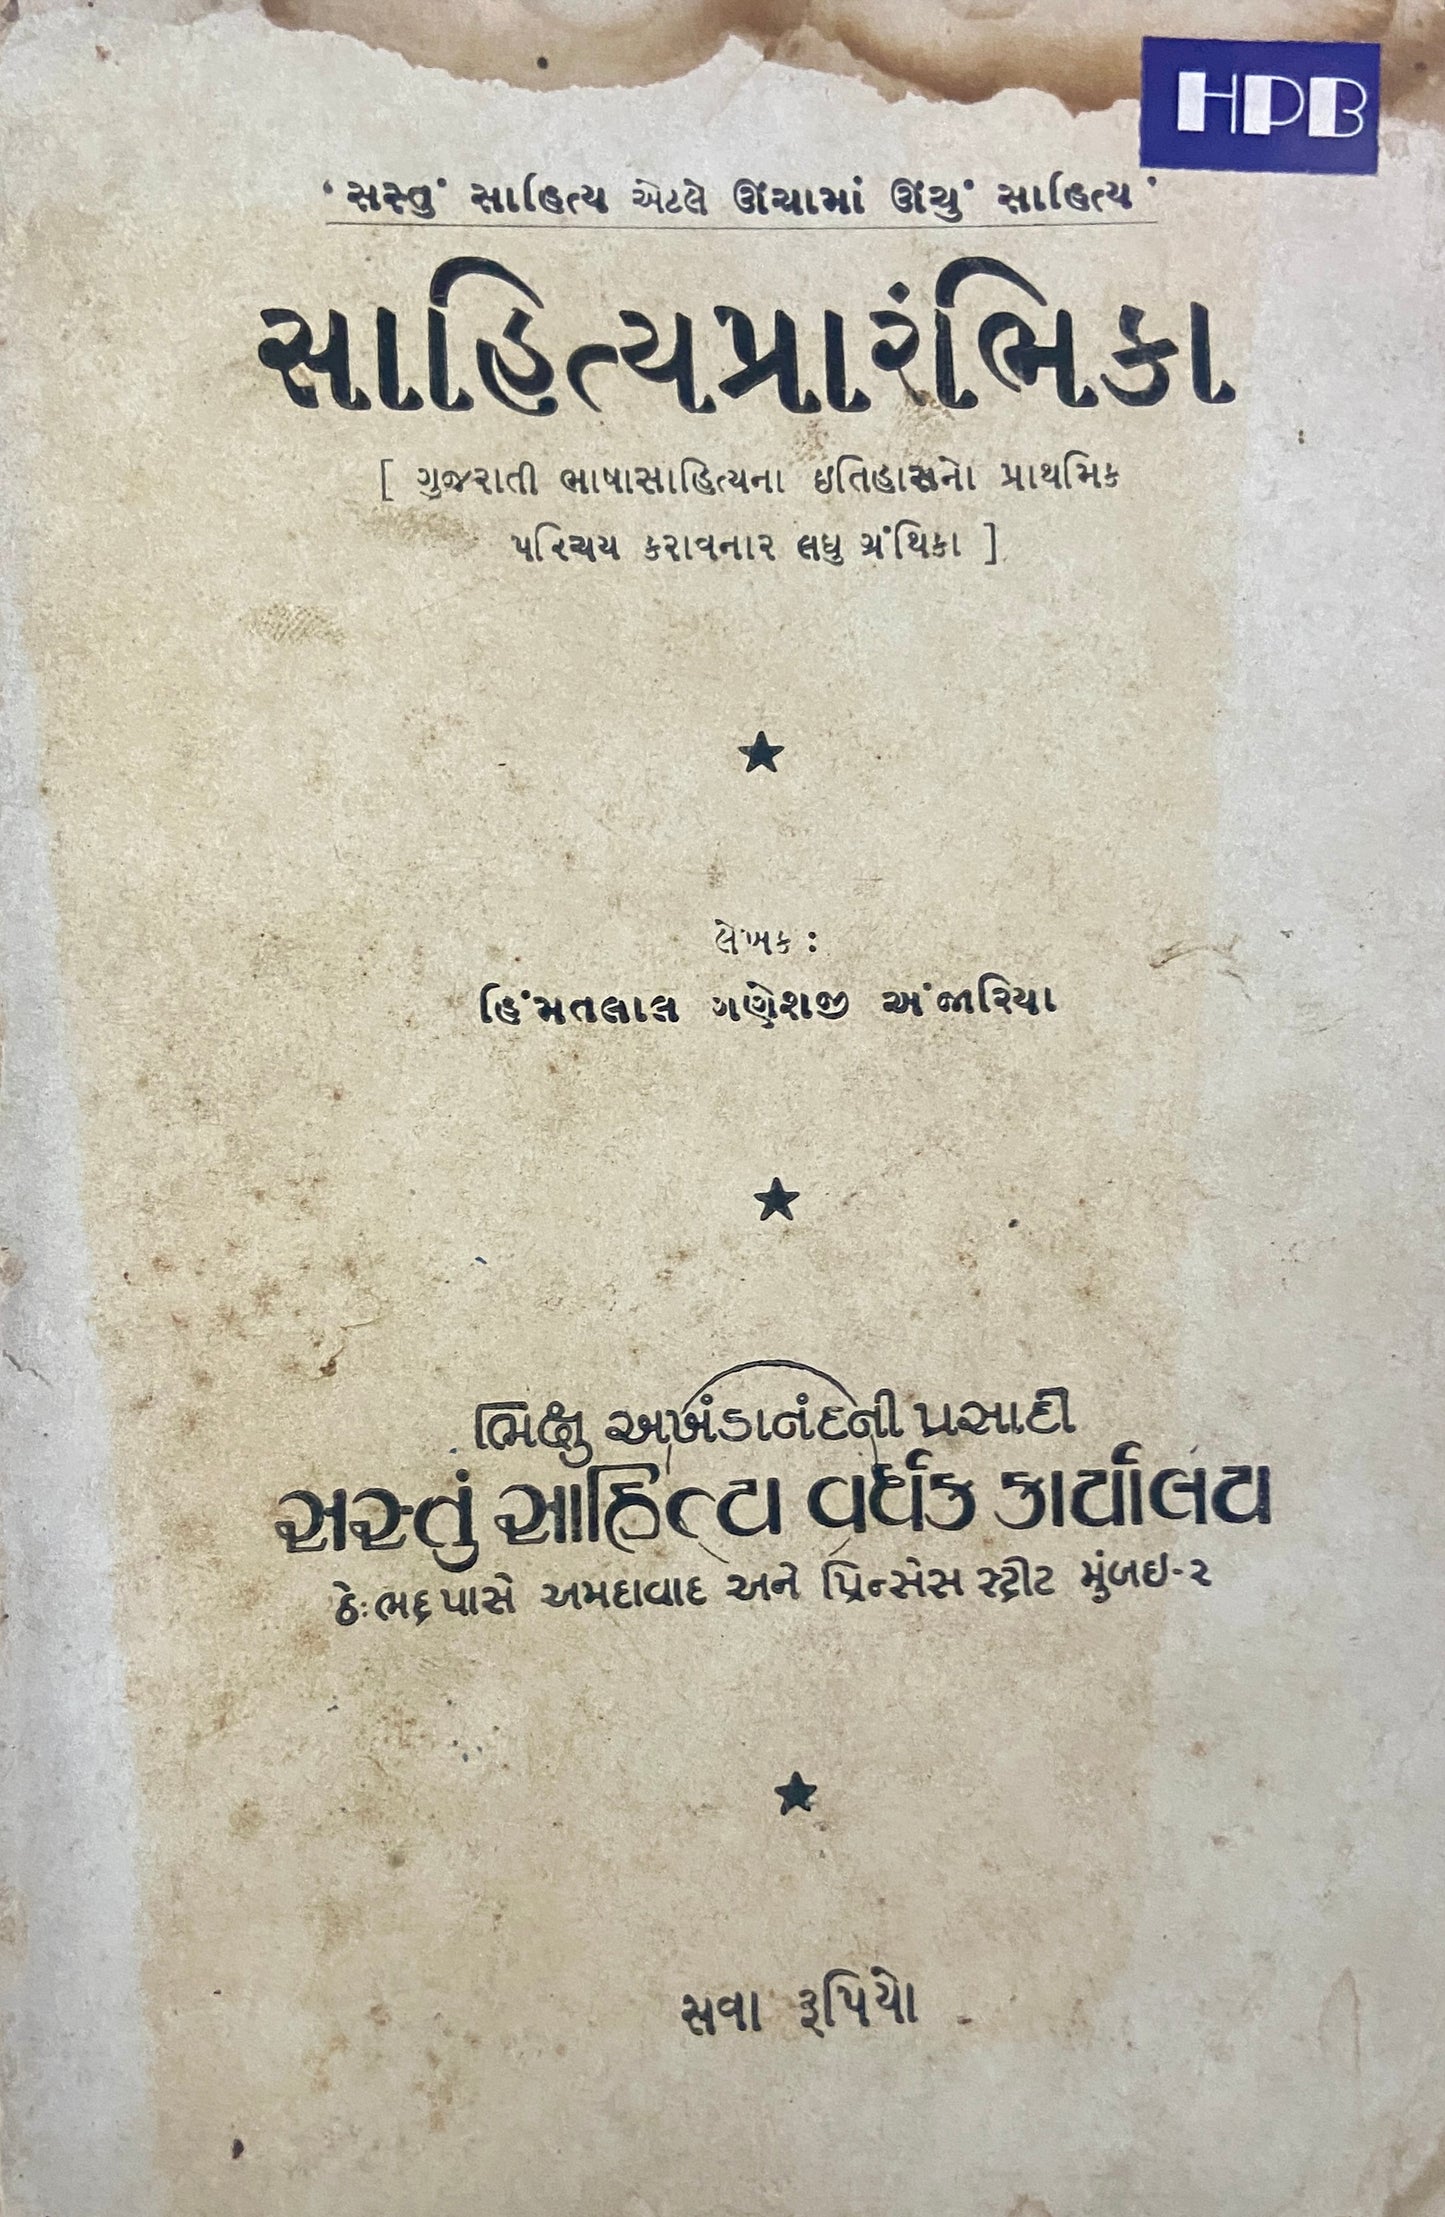 HPB
‘ સસ્તું સાહિત્ય એટલે ઊંચામાં ઊંચું સાહિત્ય ’
સાહિત્યપ્રારંભિકા
[ ગુજરાતી ભાષાસાહિત્યના ઇતિહાસનો પ્રાથમિક
પરિચય કરાવનાર લઘુ ગ્રંથિકા ]
લેખક :
હિંમતલાલ ગણેશજી અંજારિયા
ભિક્ષુ અખંડાનંદની પ્રસાદી
સસ્તું સાહિત્ય વર્ધક કાર્યાલય
ઠે: ભદ્ર પાસે અમદાવાદ અને પ્રિન્સેસ સ્ટ્રીટ મુંબઇ-૨
સવા રૂપિયો